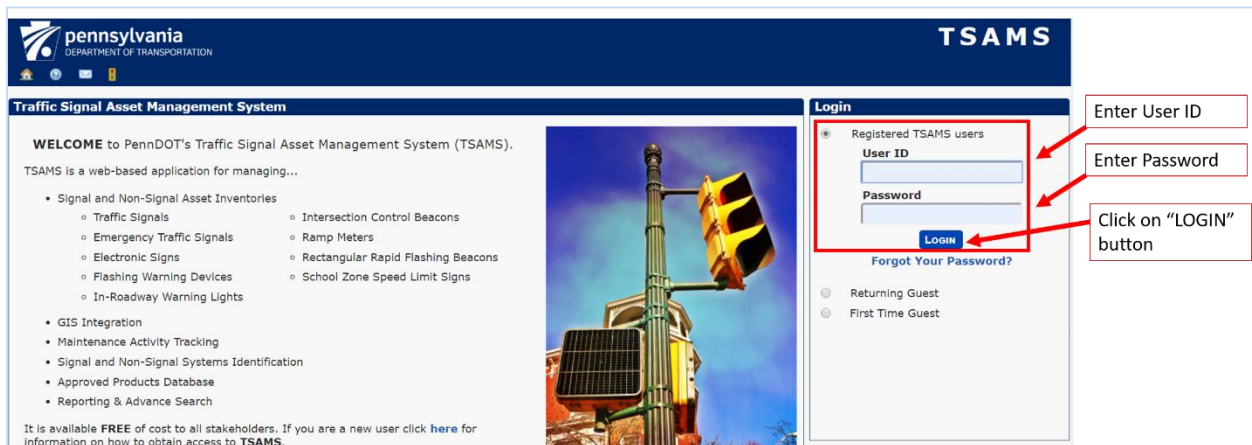 pennsylvania
DEPARTMENT OF TRANSPORTATION
TSAMS
Traffic Signal Asset Management System
WELCOME to PennDOT's Traffic Signal Asset Management System (TSAMS).
TSAMS is a web-based application for managing...
• Signal and Non-Signal Asset Inventories
Traffic Signals
Emergency Traffic Signals
Electronic Signs
Flashing Warning Devices
In-Roadway Warning Lights
Intersection Control Beacons
Ramp Meters
Rectangular Rapid Flashing Beacons
School Zone Speed Limit Signs
• GIS Integration
• Maintenance Activity Tracking
• Signal and Non-Signal Systems Identification
• Approved Products Database
• Reporting & Advance Search
It is available FREE of cost to all stakeholders. If you are a new user click here for
information on how to obtain access to TSAMS.
Login
Registered TSAMS users
User ID
Password
LOGIN
Forgot Your Password?
Returning Guest
First Time Guest
Enter User ID
Enter Password
Click on “LOGIN”
button